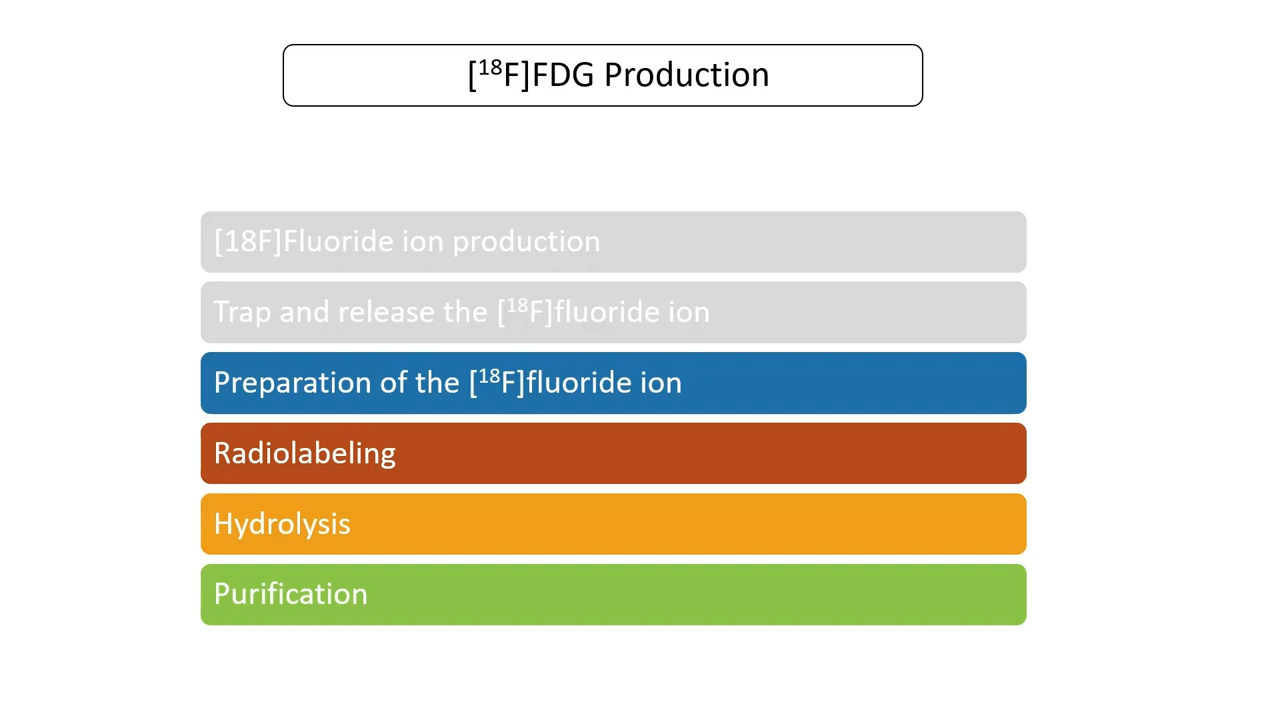 [¹⁸F]FDG Production
[18F]Fluoride ion production
Trap and release the [¹⁸F]fluoride ion
Preparation of the [¹⁸F]fluoride ion
Radiolabeling
Hydrolysis
Purification